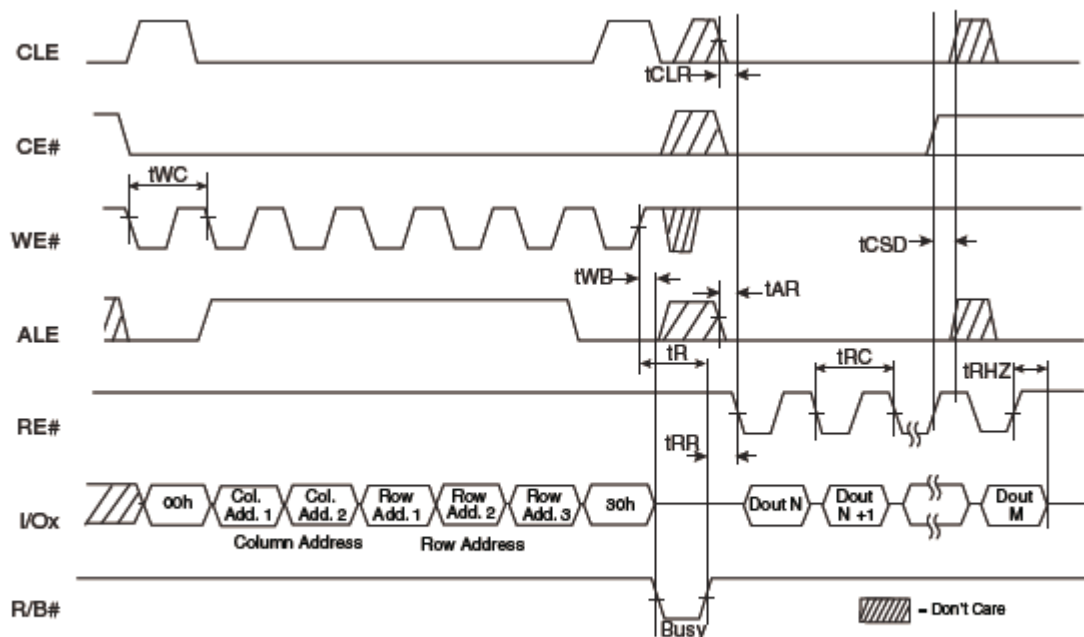 CLE
tCLR
CE#
tWC
WE#
tCSD
tWB
tAR
ALE
tR
tRC
tRHZ
RE#
tRR
I/Ox
00h
Col. Add. 1
Col. Add. 2
Row Add. 1
Row Add. 2
Row Add. 3
30h
Dout N
Dout N +1
Dout M
Column Address
Row Address
R/B#
Busy
= Don't Care